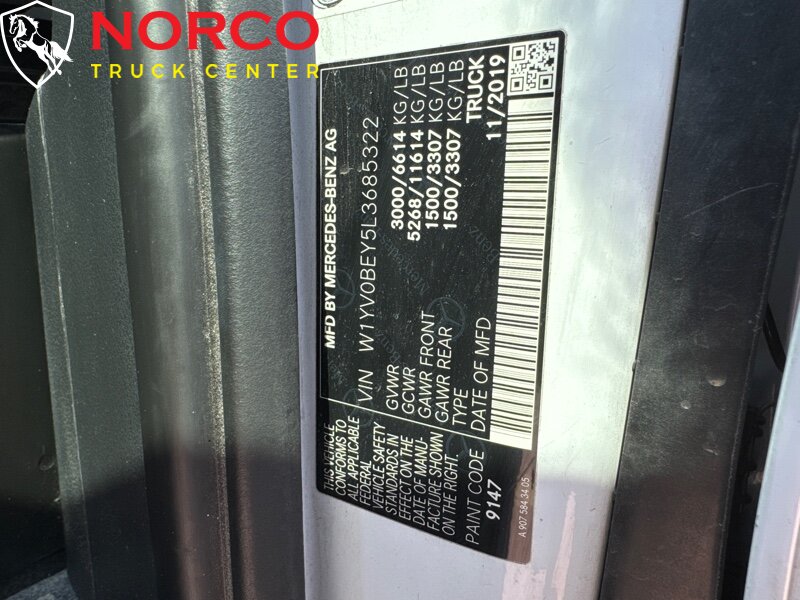 NORCO
TRUCK CENTER
MFD BY MERCEDES-BENZ AG
VIN W1YV0BEY5L3685322
GVWR 3000/6614 KG/LB
GCWR 5268/11614 KG/LB
GAWR FRONT 1500/3307 KG/LB
GAWR REAR 1500/3307 KG/LB
TYPE TRUCK
DATE OF MFD 11/2019
THIS VEHICLE
CONFORMS TO
ALL APPLICABLE
FEDERAL
VEHICLE SAFETY
STANDARDS IN
EFFECT ON THE
DATE OF MANU-
FACTURE SHOWN
ON THE RIGHT.
PAINT CODE
9147
A 907 584 34 05